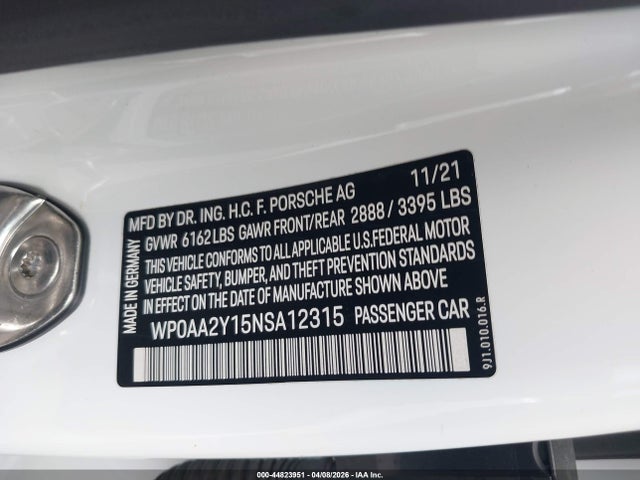 MFD BY DR. ING. H.C. F. PORSCHE AG 11/21
GVWR 6162 LBS GAWR FRONT/REAR 2888 / 3395 LBS
THIS VEHICLE CONFORMS TO ALL APPLICABLE U.S.FEDERAL MOTOR
VEHICLE SAFETY, BUMPER, AND THEFT PREVENTION STANDARDS
IN EFFECT ON THE DATE OF MANUFACTURE SHOWN ABOVE
WP0AA2Y15NSA12315 PASSENGER CAR
MADE IN GERMANY
9J1.010.016.R
000-44823951 - 04/08/2026 - IAA Inc.